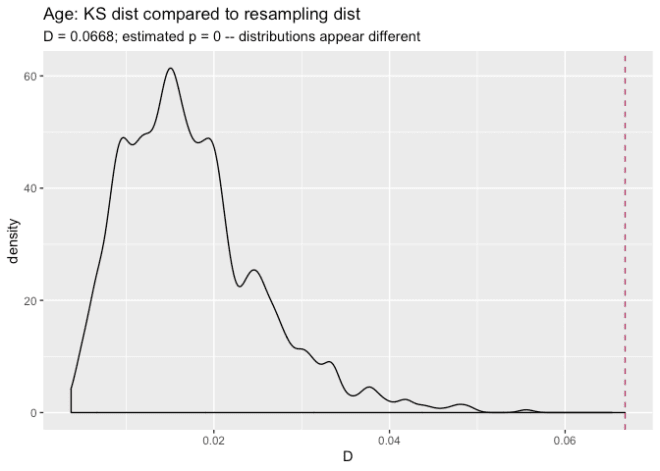 Age: KS dist compared to resampling dist
D = 0.0668; estimated p = 0 -- distributions appear different
60
40
20
0
density
0.02
0.04
0.06
D